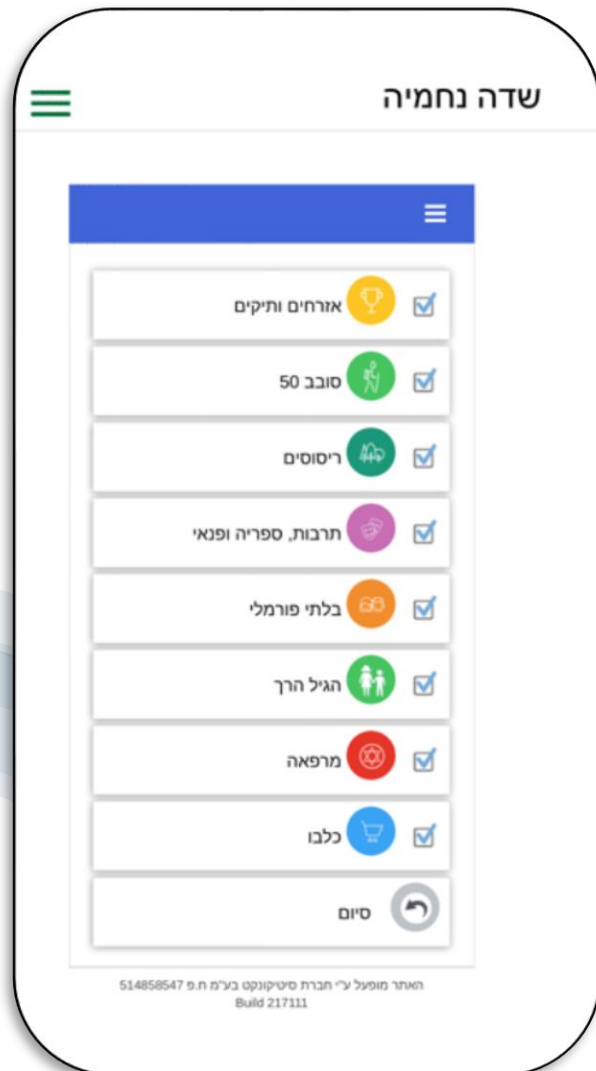 שדה נחמיה
אזרחים ותיקים
סובב 50
ריסוסים
תרבות, ספריה ופנאי
בלתי פורמלי
הגיל הרך
מרפאה
כלבו
סיום
האתר מופעל ע"י חברת סיטיקונקט בע"מ ח.פ 514858547
Build 217111